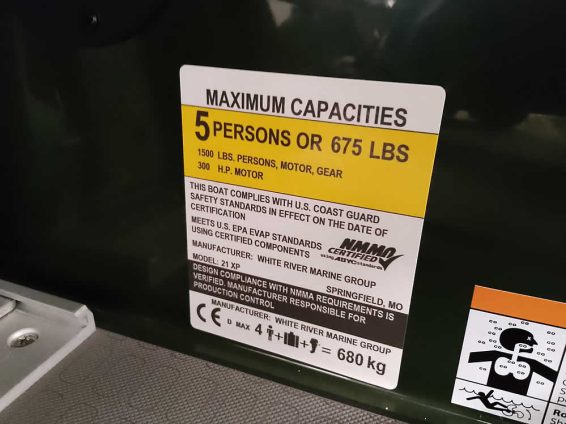 MAXIMUM CAPACITIES
5 PERSONS OR 675 LBS
1500 LBS. PERSONS, MOTOR, GEAR
300 H.P. MOTOR
THIS BOAT COMPLIES WITH U.S. COAST GUARD
SAFETY STANDARDS IN EFFECT ON THE DATE OF
CERTIFICATION
MEETS U.S. EPA EVAP STANDARDS
USING CERTIFIED COMPONENTS
NMMA
CERTIFIED
using ABYC standards
MANUFACTURER: WHITE RIVER MARINE GROUP
MODEL: 21 XP SPRINGFIELD, MO
DESIGN COMPLIANCE WITH NMMA REQUIREMENTS IS
VERIFIED. MANUFACTURER RESPONSIBLE FOR
PRODUCTION CONTROL
MANUFACTURER: WHITE RIVER MARINE GROUP
CE D MAX 4 + + = 680 kg